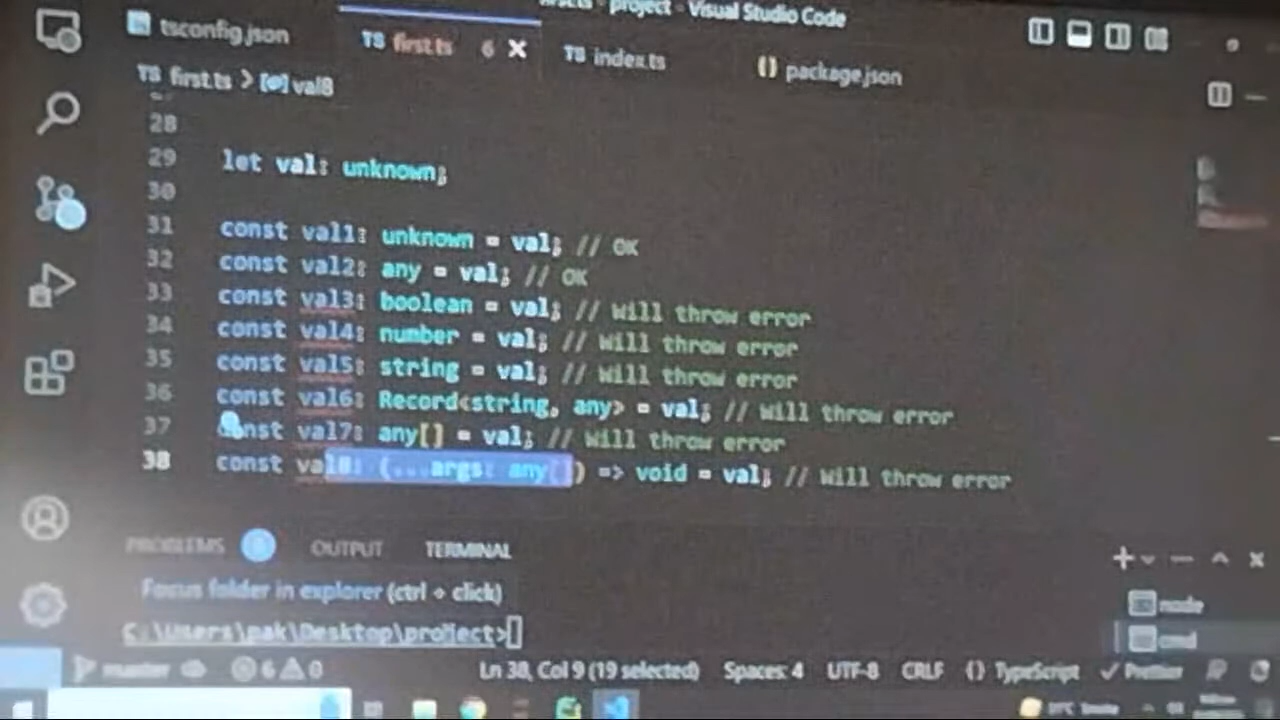 project - Visual Studio Code
tsconfig.json
TS first.ts 6 ×
TS index.ts
{} package.json
TS first.ts > [ø] val8
28
29 let val: unknown;
30
31 const val1: unknown = val; // OK
32 const val2: any = val; // OK
33 const val3: boolean = val; // Will throw error
34 const val4: number = val; // Will throw error
35 const val5: string = val; // Will throw error
36 const val6: Record<string, any> = val; // Will throw error
37 const val7: any[] = val; // Will throw error
38 const val8: (...args: any[]) => void = val; // Will throw error
PROBLEMS OUTPUT TERMINAL
Focus folder in explorer (ctrl + click)
node
C:\Users\pak\Desktop\project>
cmd
master 6 0 Ln 38, Col 9 (19 selected) Spaces: 4 UTF-8 CRLF {} TypeScript Prettier